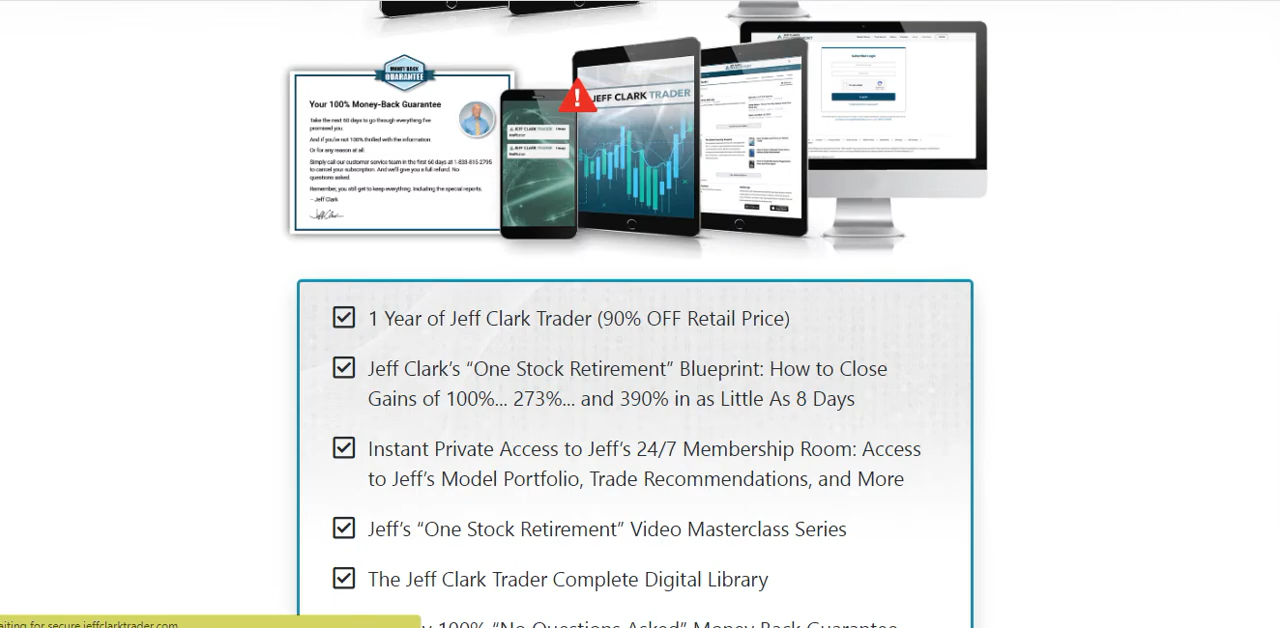 MONEY BACK
GUARANTEE
Your 100% Money-Back Guarantee
Take the next 60 days to go through everything I've
promised you.
And if you're not 100% thrilled with the information.
Or for any reason at all:
Simply call our customer service team in the first 60 days at 1-833-815-2795
to cancel your subscription. And we'll give you a full refund. No
questions asked.
Remember, you still get to keep everything. Including the special reports.
– Jeff Clark
JEFF CLARK TRADER
JEFF CLARK TRADER
JEFF CLARK TRADER
1 Year of Jeff Clark Trader (90% OFF Retail Price)
Jeff Clark’s “One Stock Retirement” Blueprint: How to Close
Gains of 100%... 273%... and 390% in as Little As 8 Days
Instant Private Access to Jeff’s 24/7 Membership Room: Access
to Jeff’s Model Portfolio, Trade Recommendations, and More
Jeff’s “One Stock Retirement” Video Masterclass Series
The Jeff Clark Trader Complete Digital Library
100% “No Questions Asked” Money Back Guarantee
aiting for secure.jeffclarktrader.com